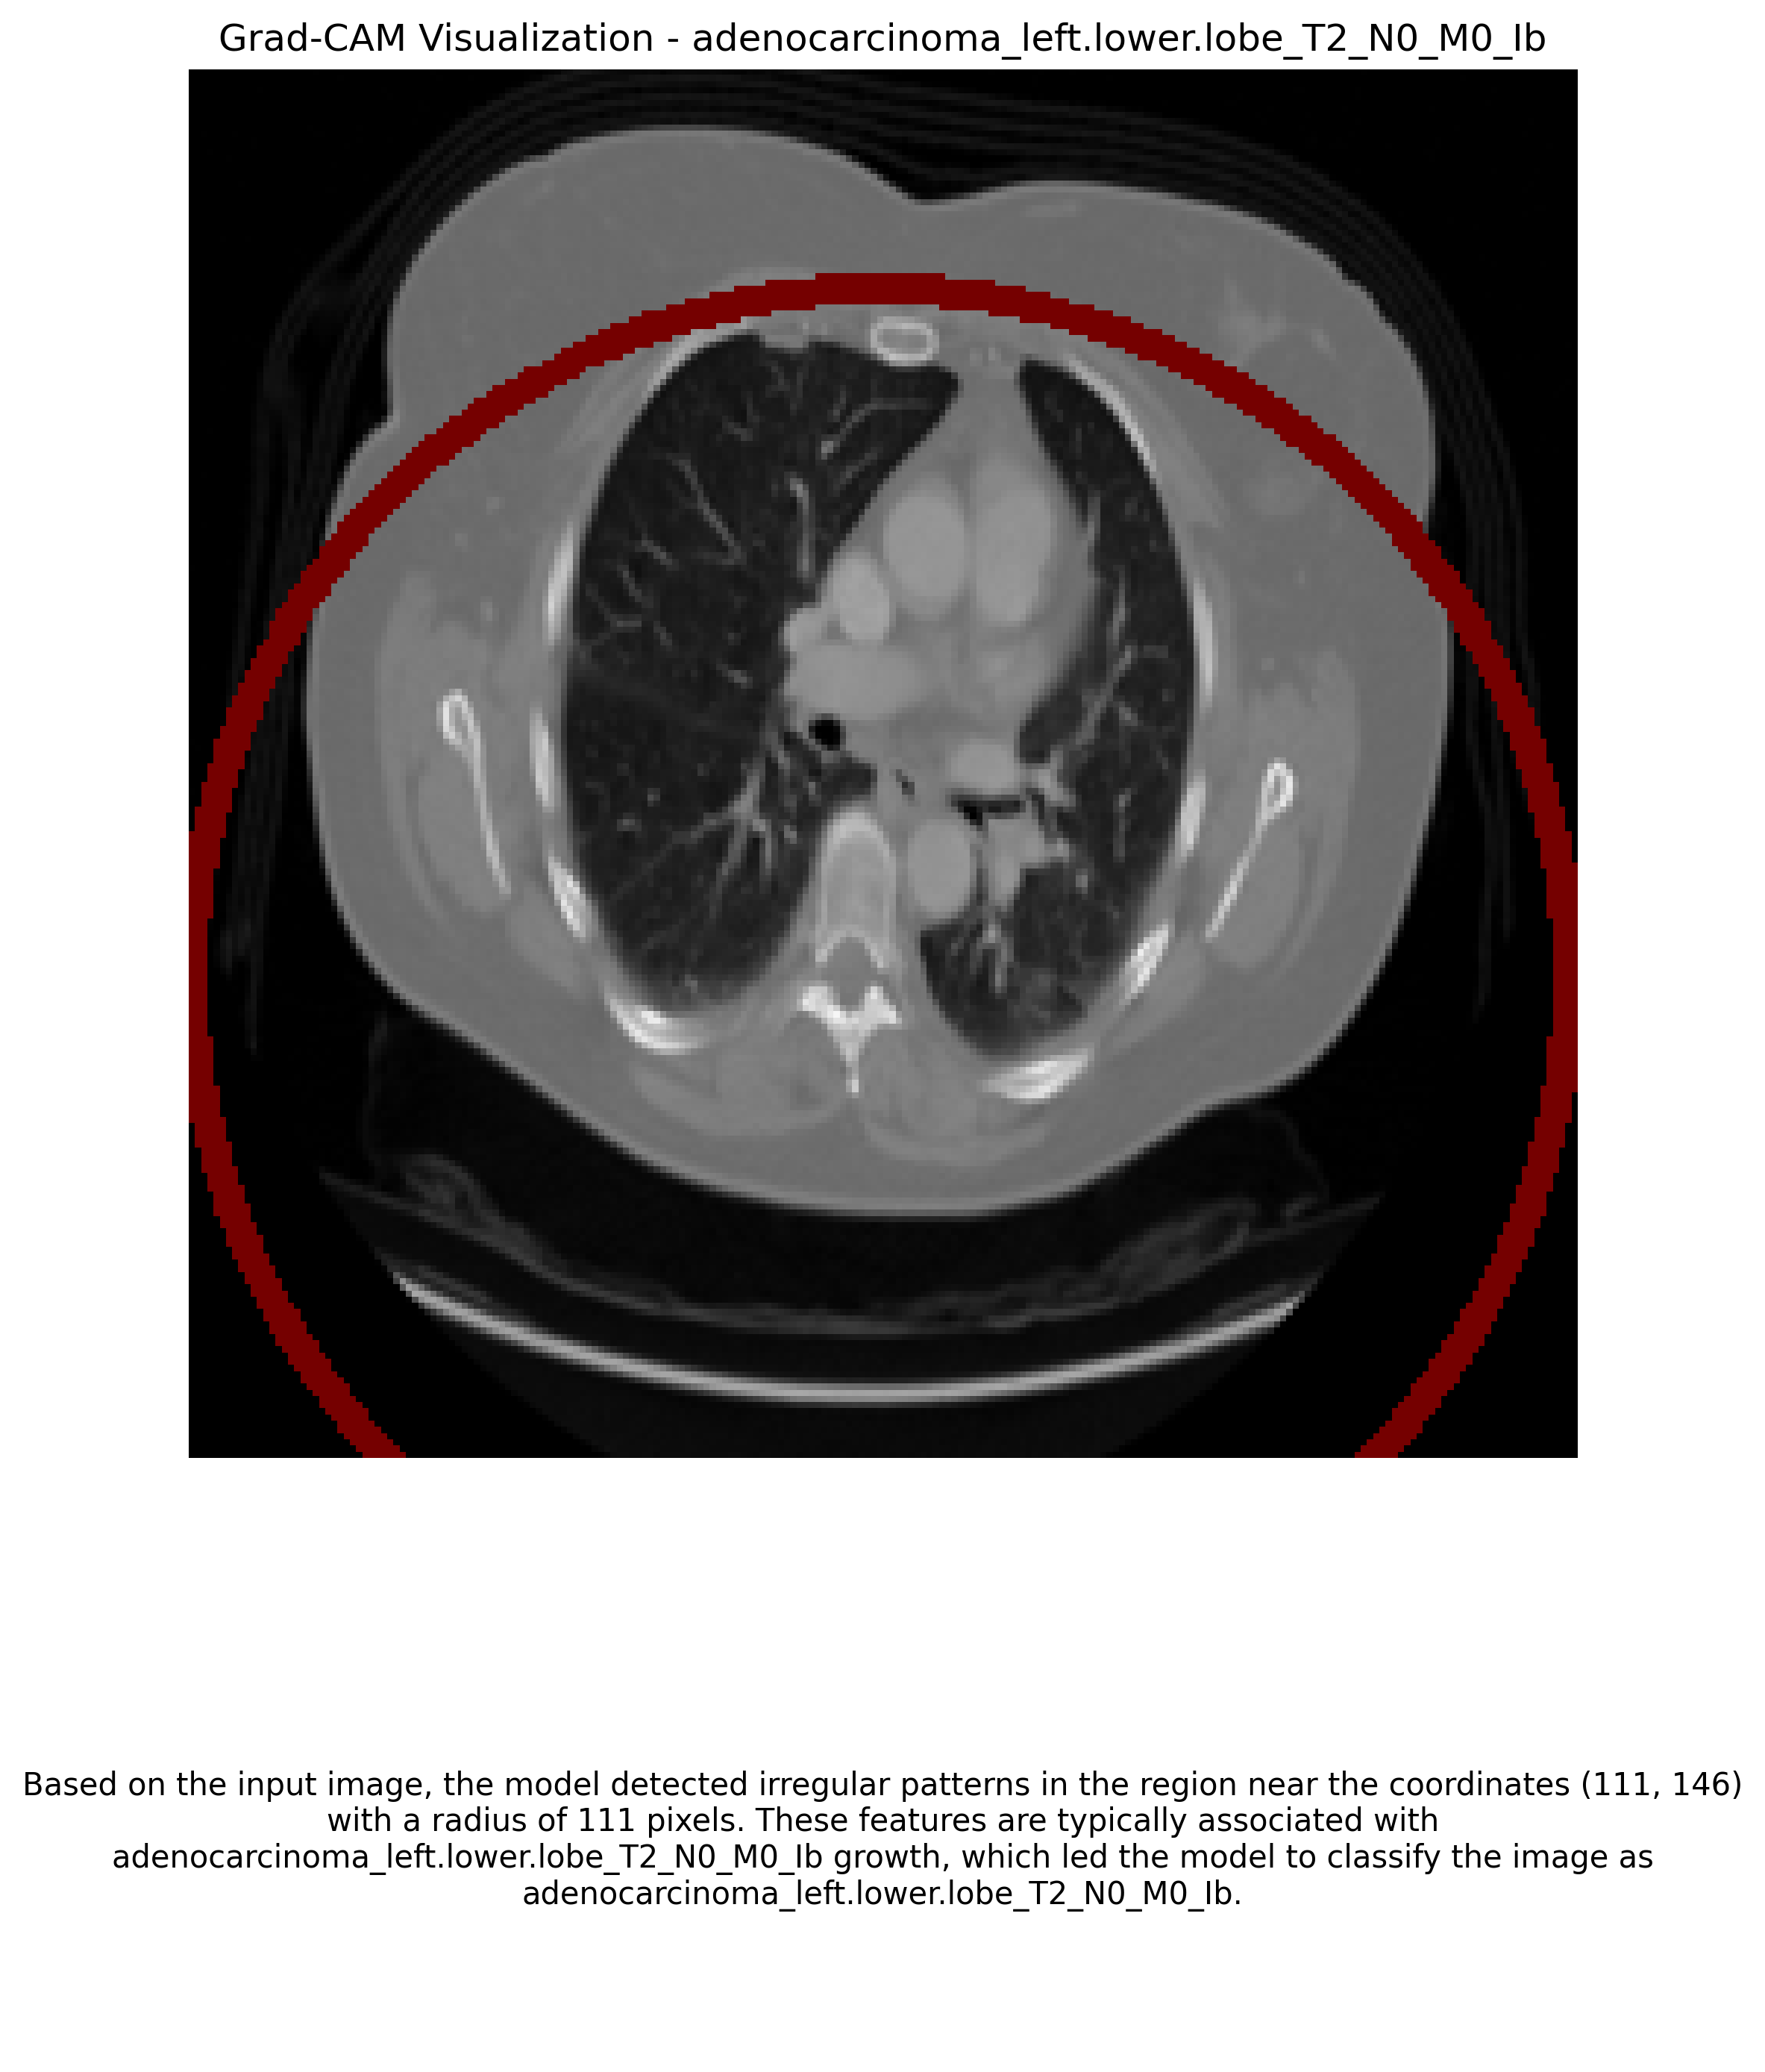 Grad-CAM Visualization - adenocarcinoma_left.lower.lobe_T2_N0_M0_Ib
Based on the input image, the model detected irregular patterns in the region near the coordinates (111, 146)
with a radius of 111 pixels. These features are typically associated with
adenocarcinoma_left.lower.lobe_T2_N0_M0_Ib growth, which led the model to classify the image as
adenocarcinoma_left.lower.lobe_T2_N0_M0_Ib.